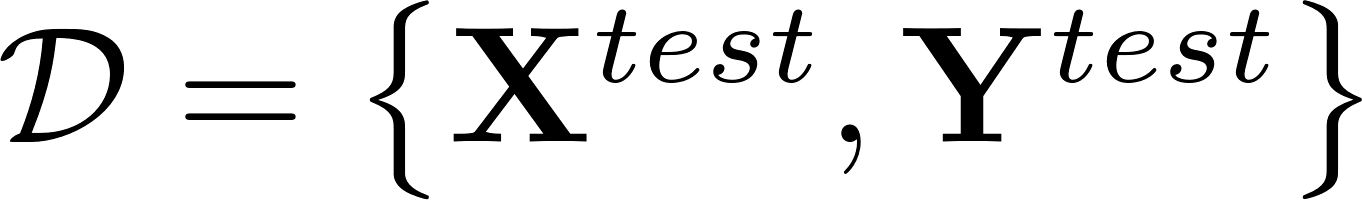 𝒟 = {𝐗^{test}, 𝐘^{test}}